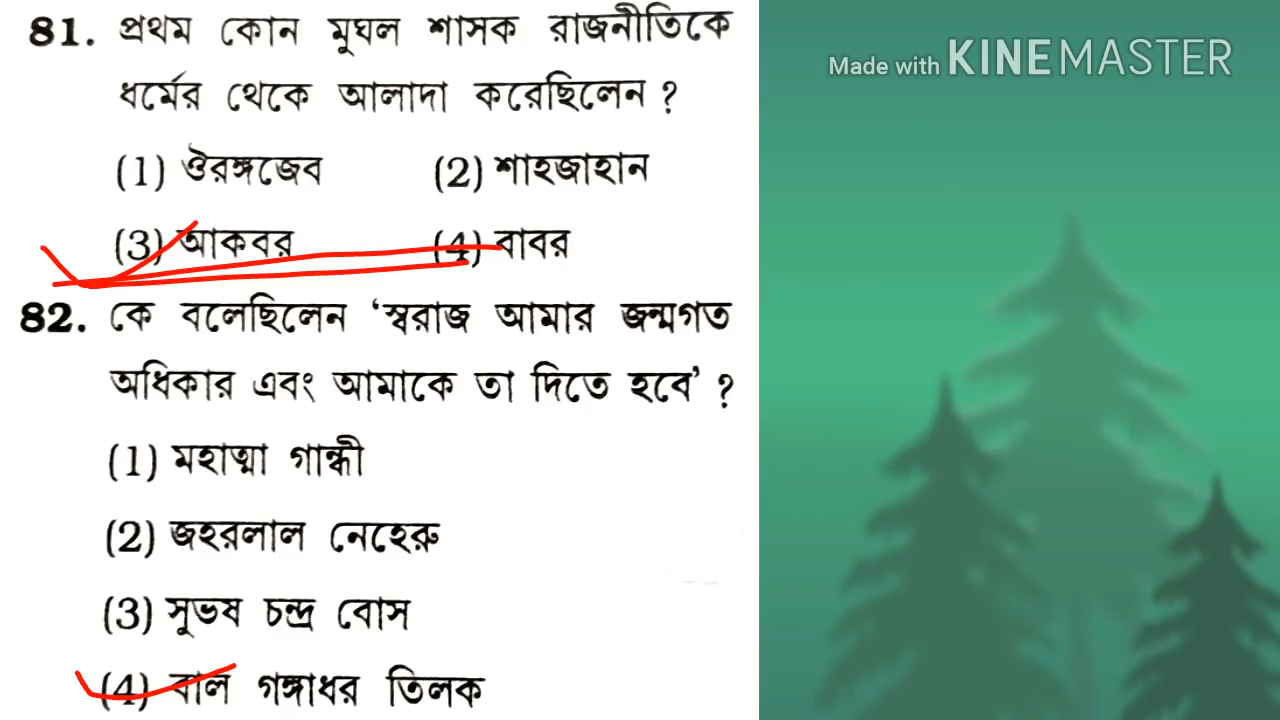 81. প্রথম কোন মুঘল শাসক রাজনীতিকে
ধর্মের থেকে আলাদা করেছিলেন ?
(1) ঔরঙ্গজেব (2) শাহজাহান
(3) আকবর (4) বাবর
82. কে বলেছিলেন ‘স্বরাজ আমার জন্মগত
অধিকার এবং আমাকে তা দিতে হবে’ ?
(1) মহাত্মা গান্ধী
(2) জহরলাল নেহেরু
(3) সুভষ চন্দ্র বোস
(4) বাল গঙ্গাধর তিলক
Made with KINEMASTER